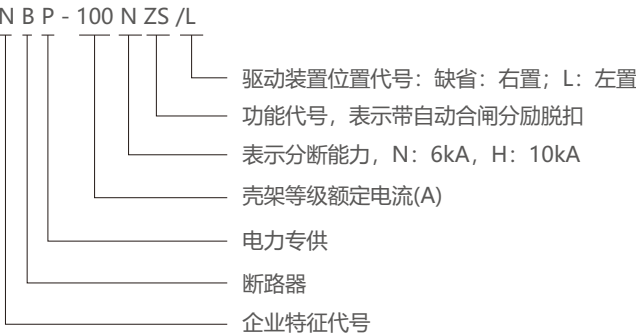 N B P - 100 N ZS /L
驱动装置位置代号：缺省：右置；L：左置
功能代号，表示带自动合闸分励脱扣
表示分断能力，N：6kA，H：10kA
壳架等级额定电流(A)
电力专供
断路器
企业特征代号